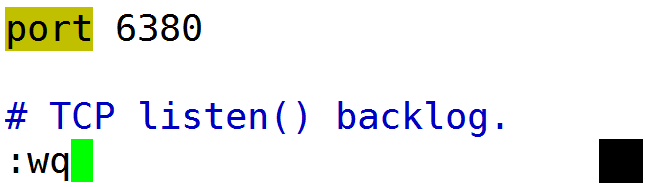 port 6380
# TCP listen() backlog.
:wq